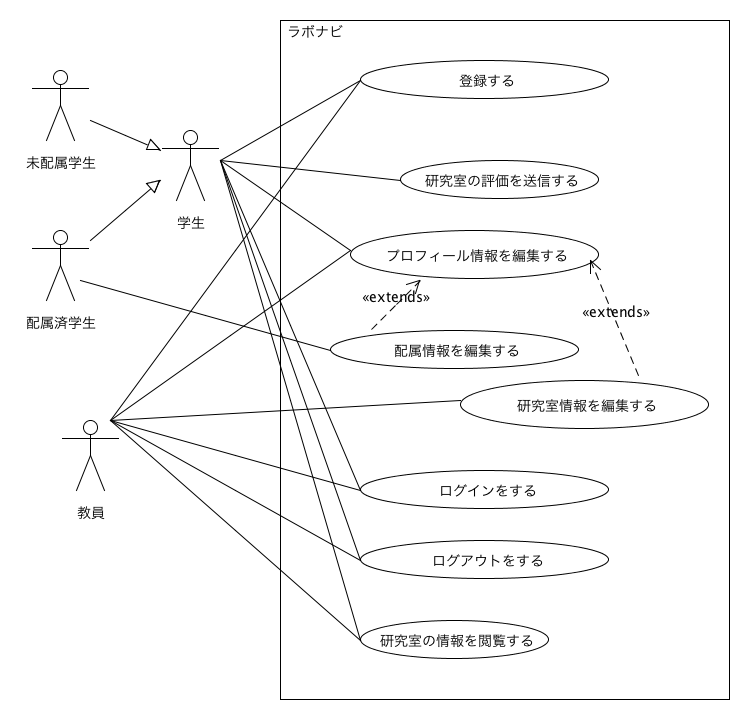 ラボナビ
登録する
未配属学生
研究室の評価を送信する
学生
プロフィール情報を編集する
«extends»
«extends»
配属済学生
配属情報を編集する
研究室情報を編集する
教員
ログインをする
ログアウトをする
研究室の情報を閲覧する